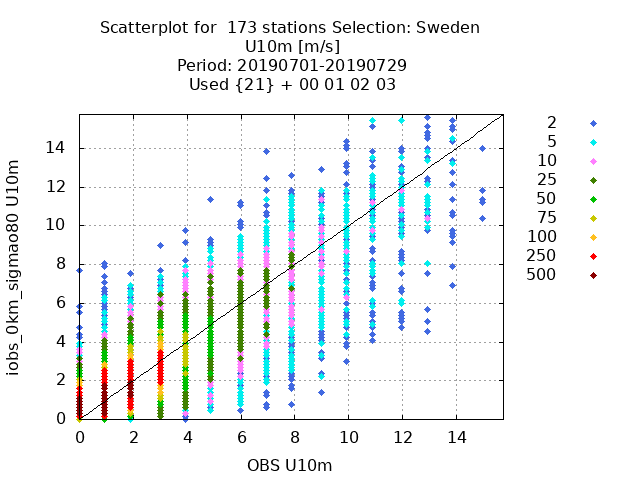 Scatterplot for  173 stations Selection: Sweden
U10m [m/s]
Period: 20190701-20190729
Used {21} + 00 01 02 03
iobs_0km_sigmao80 U10m
14
12
10
8
6
4
2
0
0 2 4 6 8 10 12 14
OBS U10m
2
5
10
25
50
75
100
250
500